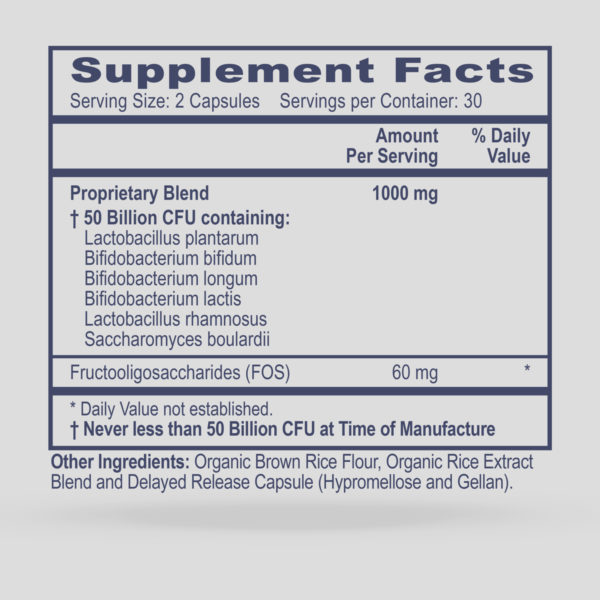 Supplement Facts
Serving Size: 2 Capsules Servings per Container: 30
Amount Per Serving % Daily Value
Proprietary Blend 1000 mg
† 50 Billion CFU containing:
Lactobacillus plantarum
Bifidobacterium bifidum
Bifidobacterium longum
Bifidobacterium lactis
Lactobacillus rhamnosus
Saccharomyces boulardii
Fructooligosaccharides (FOS) 60 mg *
* Daily Value not established.
† Never less than 50 Billion CFU at Time of Manufacture
Other Ingredients: Organic Brown Rice Flour, Organic Rice Extract
Blend and Delayed Release Capsule (Hypromellose and Gellan).